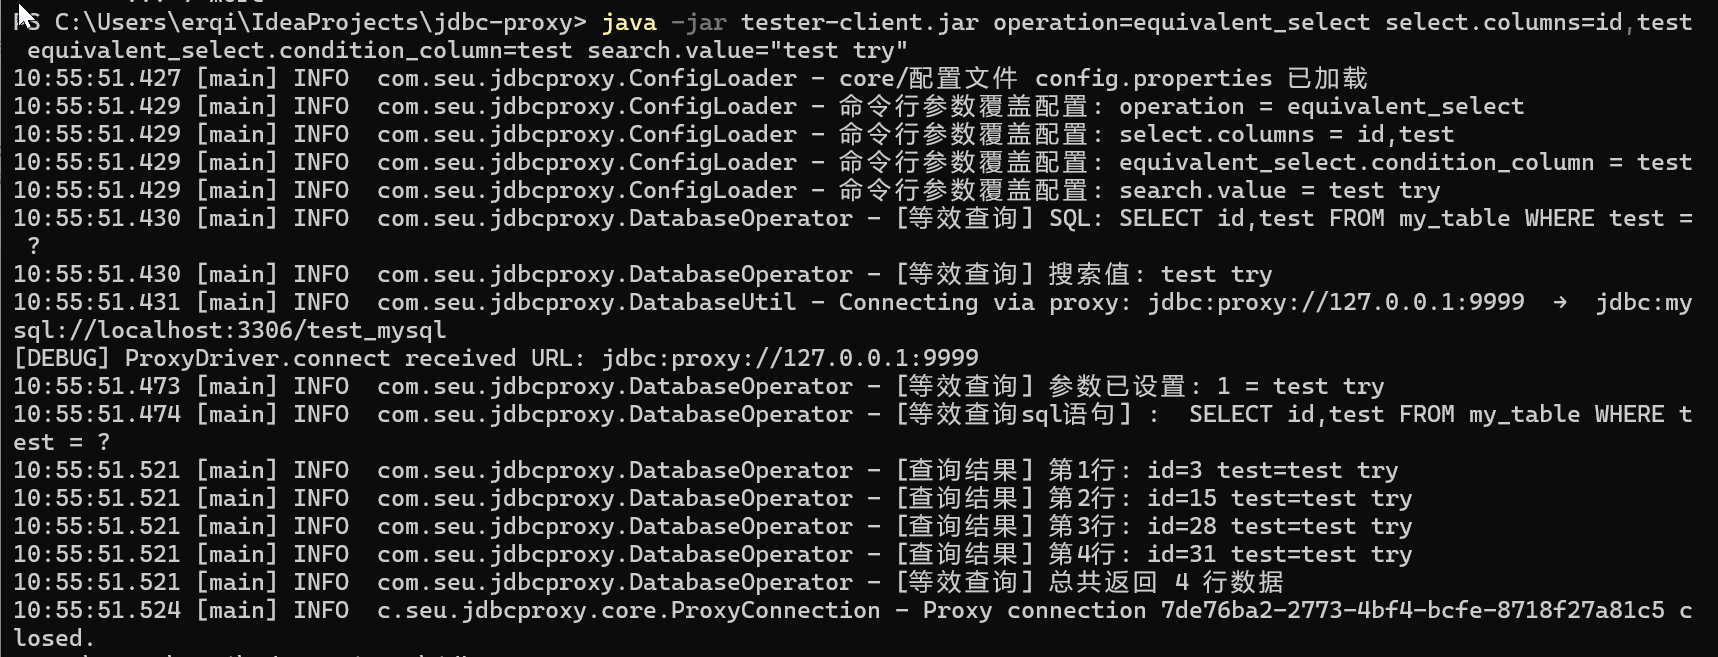 PS C:\Users\erqi\IdeaProjects\jdbc-proxy> java -jar tester-client.jar operation=equivalent_select select.columns=id,test
equivalent_select.condition_column=test search.value="test try"
10:55:51.427 [main] INFO  com.seu.jdbcproxy.ConfigLoader - core/配置文件 config.properties 已加载
10:55:51.429 [main] INFO  com.seu.jdbcproxy.ConfigLoader - 命令行参数覆盖配置: operation = equivalent_select
10:55:51.429 [main] INFO  com.seu.jdbcproxy.ConfigLoader - 命令行参数覆盖配置: select.columns = id,test
10:55:51.429 [main] INFO  com.seu.jdbcproxy.ConfigLoader - 命令行参数覆盖配置: equivalent_select.condition_column = test
10:55:51.429 [main] INFO  com.seu.jdbcproxy.ConfigLoader - 命令行参数覆盖配置: search.value = test try
10:55:51.430 [main] INFO  com.seu.jdbcproxy.DatabaseOperator - [等效查询] SQL: SELECT id,test FROM my_table WHERE test =
?
10:55:51.430 [main] INFO  com.seu.jdbcproxy.DatabaseOperator - [等效查询] 搜索值: test try
10:55:51.431 [main] INFO  com.seu.jdbcproxy.DatabaseUtil - Connecting via proxy: jdbc:proxy://127.0.0.1:9999  →  jdbc:my
sql://localhost:3306/test_mysql
[DEBUG] ProxyDriver.connect received URL: jdbc:proxy://127.0.0.1:9999
10:55:51.473 [main] INFO  com.seu.jdbcproxy.DatabaseOperator - [等效查询] 参数已设置: 1 = test try
10:55:51.474 [main] INFO  com.seu.jdbcproxy.DatabaseOperator - [等效查询sql语句] :  SELECT id,test FROM my_table WHERE t
est = ?
10:55:51.521 [main] INFO  com.seu.jdbcproxy.DatabaseOperator - [查询结果] 第1行: id=3 test=test try
10:55:51.521 [main] INFO  com.seu.jdbcproxy.DatabaseOperator - [查询结果] 第2行: id=15 test=test try
10:55:51.521 [main] INFO  com.seu.jdbcproxy.DatabaseOperator - [查询结果] 第3行: id=28 test=test try
10:55:51.521 [main] INFO  com.seu.jdbcproxy.DatabaseOperator - [查询结果] 第4行: id=31 test=test try
10:55:51.521 [main] INFO  com.seu.jdbcproxy.DatabaseOperator - [等效查询] 总共返回 4 行数据
10:55:51.524 [main] INFO  c.seu.jdbcproxy.core.ProxyConnection - Proxy connection 7de76ba2-2773-4bf4-bcfe-8718f27a81c5 c
losed.